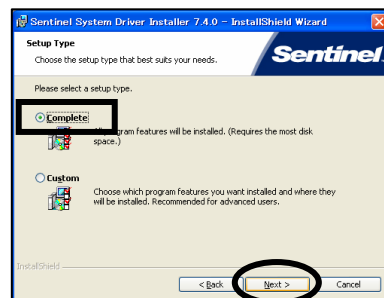 Sentinel System Driver Installer 7.4.0 - InstallShield Wizard
Setup Type
Choose the setup type that best suits your needs.
Sentinel
Please select a setup type.
Complete
program features will be installed. (Requires the most disk
space.)
Custom
Choose which program features you want installed and where they
will be installed. Recommended for advanced users.
InstallShield
< Back
Next >
Cancel